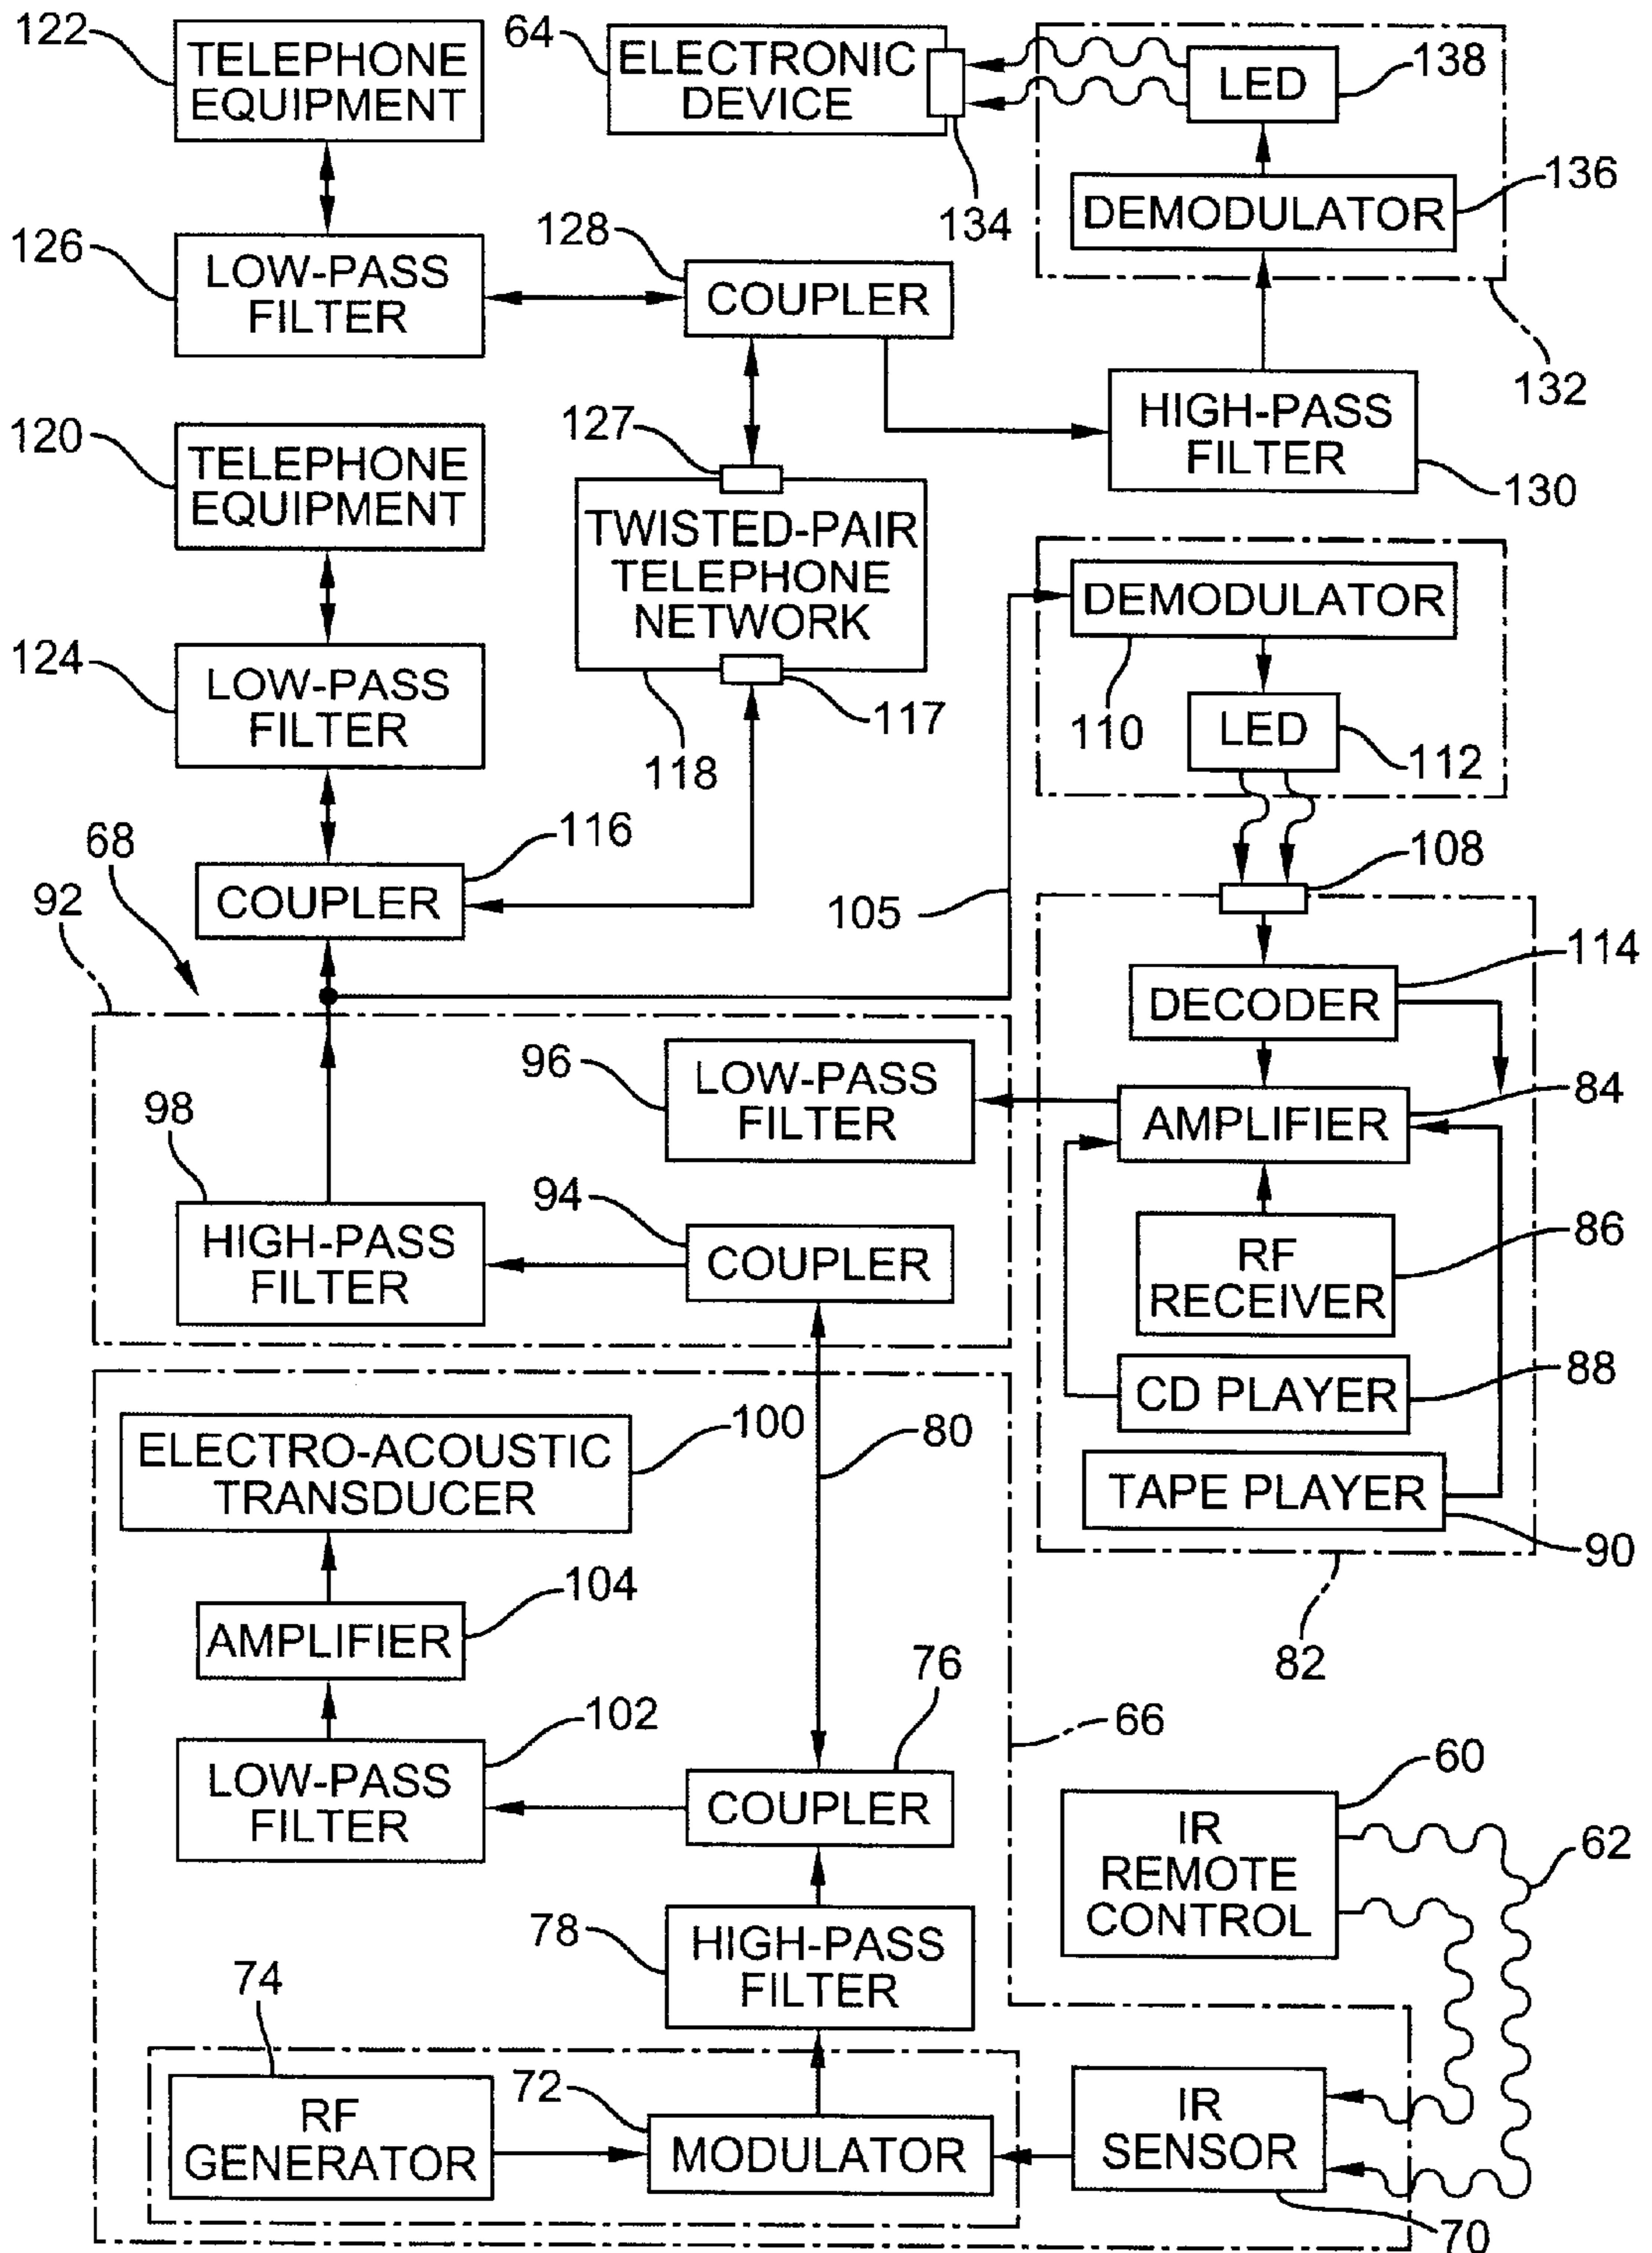 122
TELEPHONE
EQUIPMENT
64
ELECTRONIC
DEVICE
LED
138
134
DEMODULATOR
136
126
LOW-PASS
FILTER
128
COUPLER
132
HIGH-PASS
FILTER
130
120
TELEPHONE
EQUIPMENT
127
TWISTED-PAIR
TELEPHONE
NETWORK
117
118
DEMODULATOR
110
LED
112
124
LOW-PASS
FILTER
68
116
COUPLER
92
105
108
114
DECODER
96
LOW-PASS
FILTER
84
AMPLIFIER
98
HIGH-PASS
FILTER
94
COUPLER
86
RF
RECEIVER
88
CD PLAYER
TAPE PLAYER
90
82
100
ELECTRO-ACOUSTIC
TRANSDUCER
80
104
AMPLIFIER
76
102
LOW-PASS
FILTER
COUPLER
66
60
IR
REMOTE
CONTROL
62
78
HIGH-PASS
FILTER
74
RF
GENERATOR
72
MODULATOR
IR
SENSOR
70